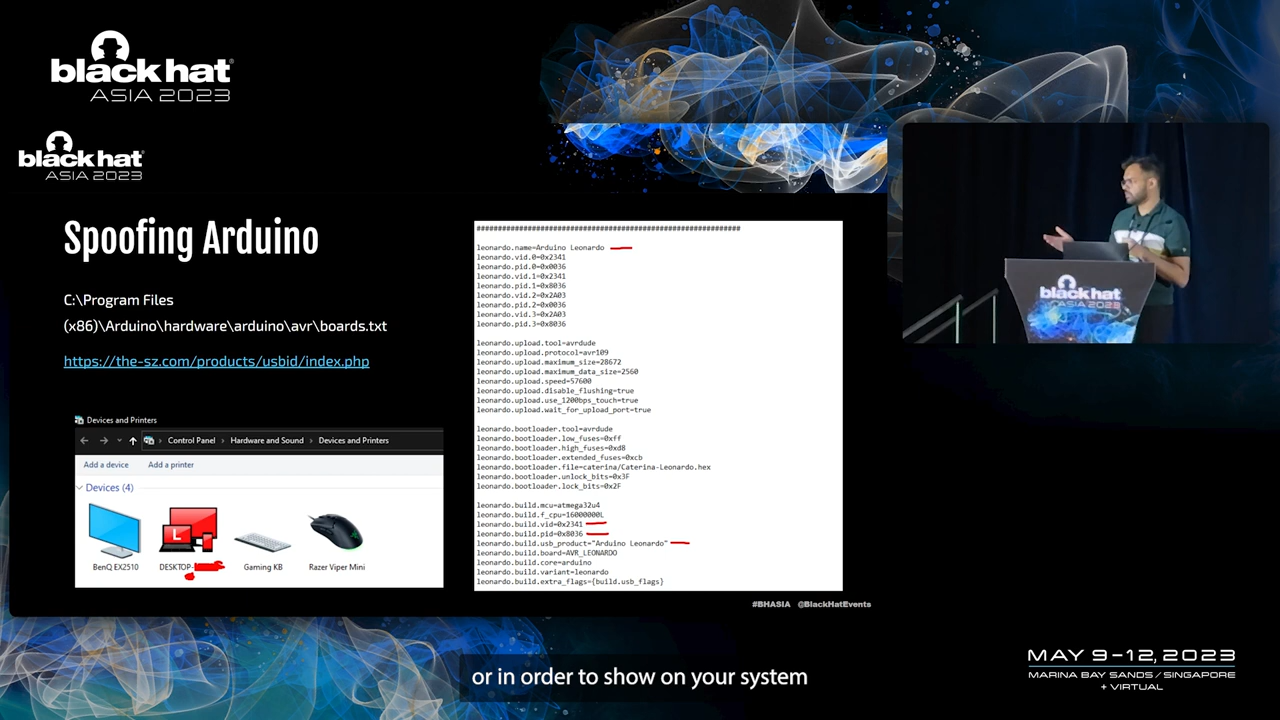 black hat
ASIA 2023
black hat
ASIA 2023
Spoofing Arduino
C:\Program Files
(x86)\Arduino\hardware\arduino\avr\boards.txt
https://the-sz.com/products/usbid/index.php
Devices and Printers
Control Panel > Hardware and Sound > Devices and Printers
Add a device Add a printer
Devices (4)
L
BenQ EX2510 DESKTOP- Gaming KB Razer Viper Mini
##############################################################
leonardo.name=Arduino Leonardo
leonardo.vid.0=0x2341
leonardo.pid.0=0x0036
leonardo.vid.1=0x2341
leonardo.pid.1=0x8036
leonardo.vid.2=0x2A03
leonardo.pid.2=0x0036
leonardo.vid.3=0x2A03
leonardo.pid.3=0x8036
leonardo.upload.tool=avrdude
leonardo.upload.protocol=avr109
leonardo.upload.maximum_size=28672
leonardo.upload.maximum_data_size=2560
leonardo.upload.speed=57600
leonardo.upload.disable_flushing=true
leonardo.upload.use_1200bps_touch=true
leonardo.upload.wait_for_upload_port=true
leonardo.bootloader.tool=avrdude
leonardo.bootloader.low_fuses=0xff
leonardo.bootloader.high_fuses=0xd8
leonardo.bootloader.extended_fuses=0xcb
leonardo.bootloader.file=caterina/Caterina-Leonardo.hex
leonardo.bootloader.unlock_bits=0x3F
leonardo.bootloader.lock_bits=0x2F
leonardo.build.mcu=atmega32u4
leonardo.build.f_cpu=16000000L
leonardo.build.vid=0x2341
leonardo.build.pid=0x8036
leonardo.build.usb_product="Arduino Leonardo"
leonardo.build.board=AVR_LEONARDO
leonardo.build.core=arduino
leonardo.build.variant=leonardo
leonardo.build.extra_flags={build.usb_flags}
#BHASIA @BlackHatEvents
black hat
ASIA 2023
or in order to show on your system
MAY 9-12, 2023
MARINA BAY SANDS / SINGAPORE
+ VIRTUAL